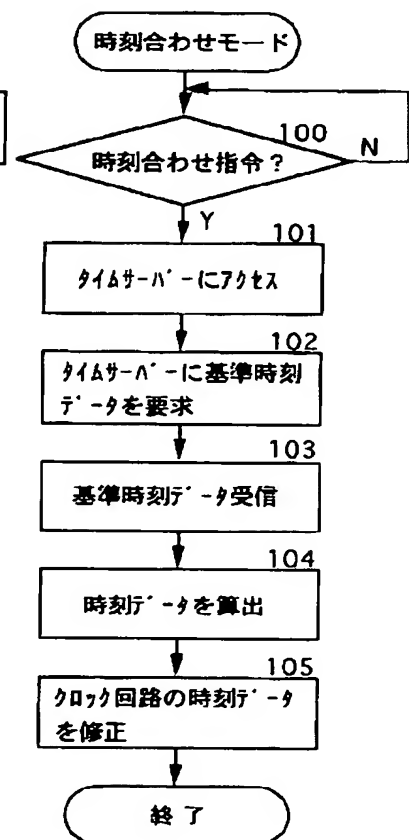 時刻合わせモード
100
時刻合わせ指令？
N
Y
101
ﾀｲﾑｻｰﾊﾞｰにｱｸｾｽ
102
ﾀｲﾑｻｰﾊﾞｰに基準時刻
ﾃﾞｰﾀを要求
103
基準時刻ﾃﾞｰﾀ受信
104
時刻ﾃﾞｰﾀを算出
105
ｸﾛｯｸ回路の時刻ﾃﾞｰﾀ
を修正
終了